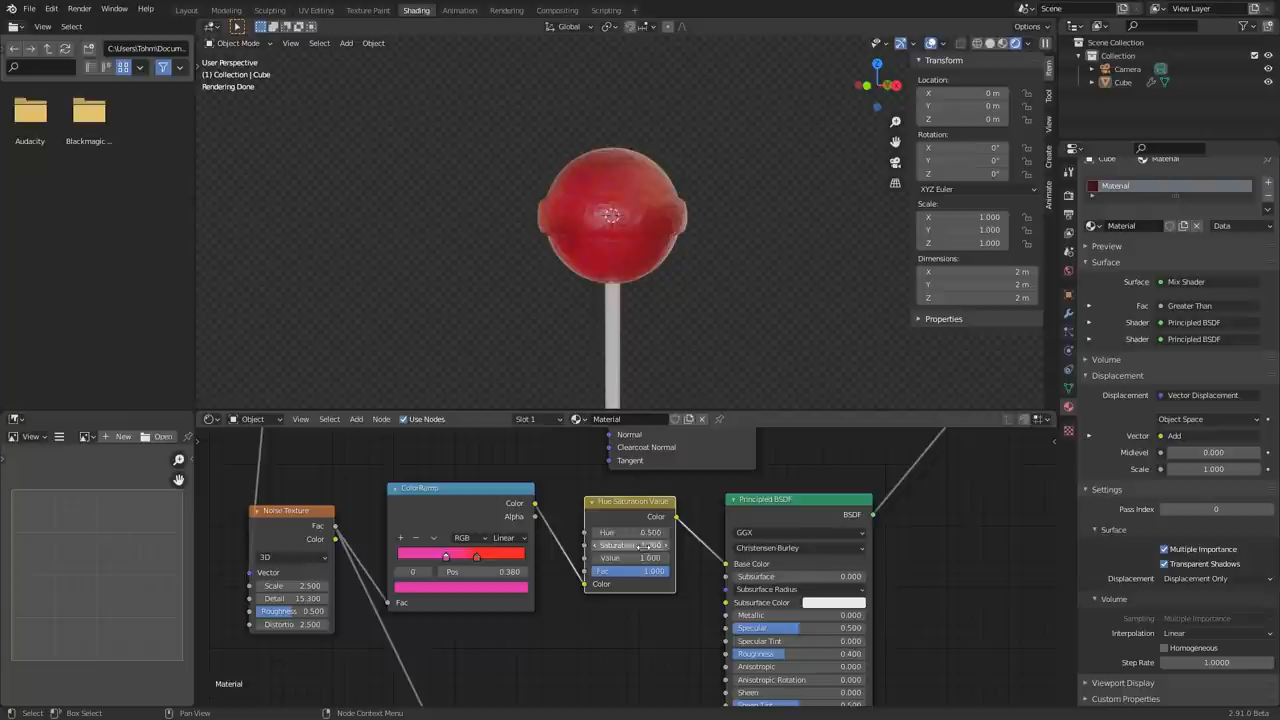 File Edit Render Window Help Layout Modeling Sculpting UV Editing Texture Paint Shading Animation Rendering Compositing Scripting Scene View Layer
View Select Global Options
C:\Users\Tohm\Docum... Object Mode View Select Add Object
User Perspective
(1) Collection | Cube
Rendering Done
Audacity Blackmagic ...
Transform
Location:
X 0 m
Y 0 m
Z 0 m
Rotation:
X 0°
Y 0°
Z 0°
XYZ Euler
Scale:
X 1.000
Y 1.000
Z 1.000
Dimensions:
X 2 m
Y 2 m
Z 2 m
Properties
Item
Tool
View
Create
Animate
Scene Collection
Collection
Camera
Cube
Cube Material
Material
Material Data
Preview
Surface
Surface Mix Shader
Fac Greater Than
Shader Principled BSDF
Shader Principled BSDF
Volume
Displacement
Displacement Vector Displacement
Object Space
Vector Add
Midlevel 0.000
Scale 1.000
Settings
Pass Index 0
Surface
Multiple Importance
Transparent Shadows
Displacement Displacement Only
Volume
Sampling Multiple Importance
Interpolation Linear
Homogeneous
Step Rate 1.0000
Viewport Display
Custom Properties
View New Open
Object View Select Add Node Use Nodes Slot 1 Material
Normal
Clearcoat Normal
Tangent
Noise Texture
Fac
Color
3D
Vector
Scale 2.500
Detail 15.300
Roughness 0.500
Distortio 2.500
ColorRamp
Color
Alpha
RGB Linear
0 Pos 0.380
Fac
Hue Saturation Value
Color
Hue 0.500
Value 1.000
Fac 1.000
Color
Principled BSDF
BSDF
GGX
Christensen-Burley
Base Color
Subsurface 0.000
Subsurface Radius
Subsurface Color
Metallic 0.000
Specular 0.500
Specular Tint 0.000
Roughness 0.400
Anisotropic 0.000
Anisotropic Rotation 0.000
Sheen 0.000
Material
Select Box Select Pan View Node Context Menu 2.91.0 Beta